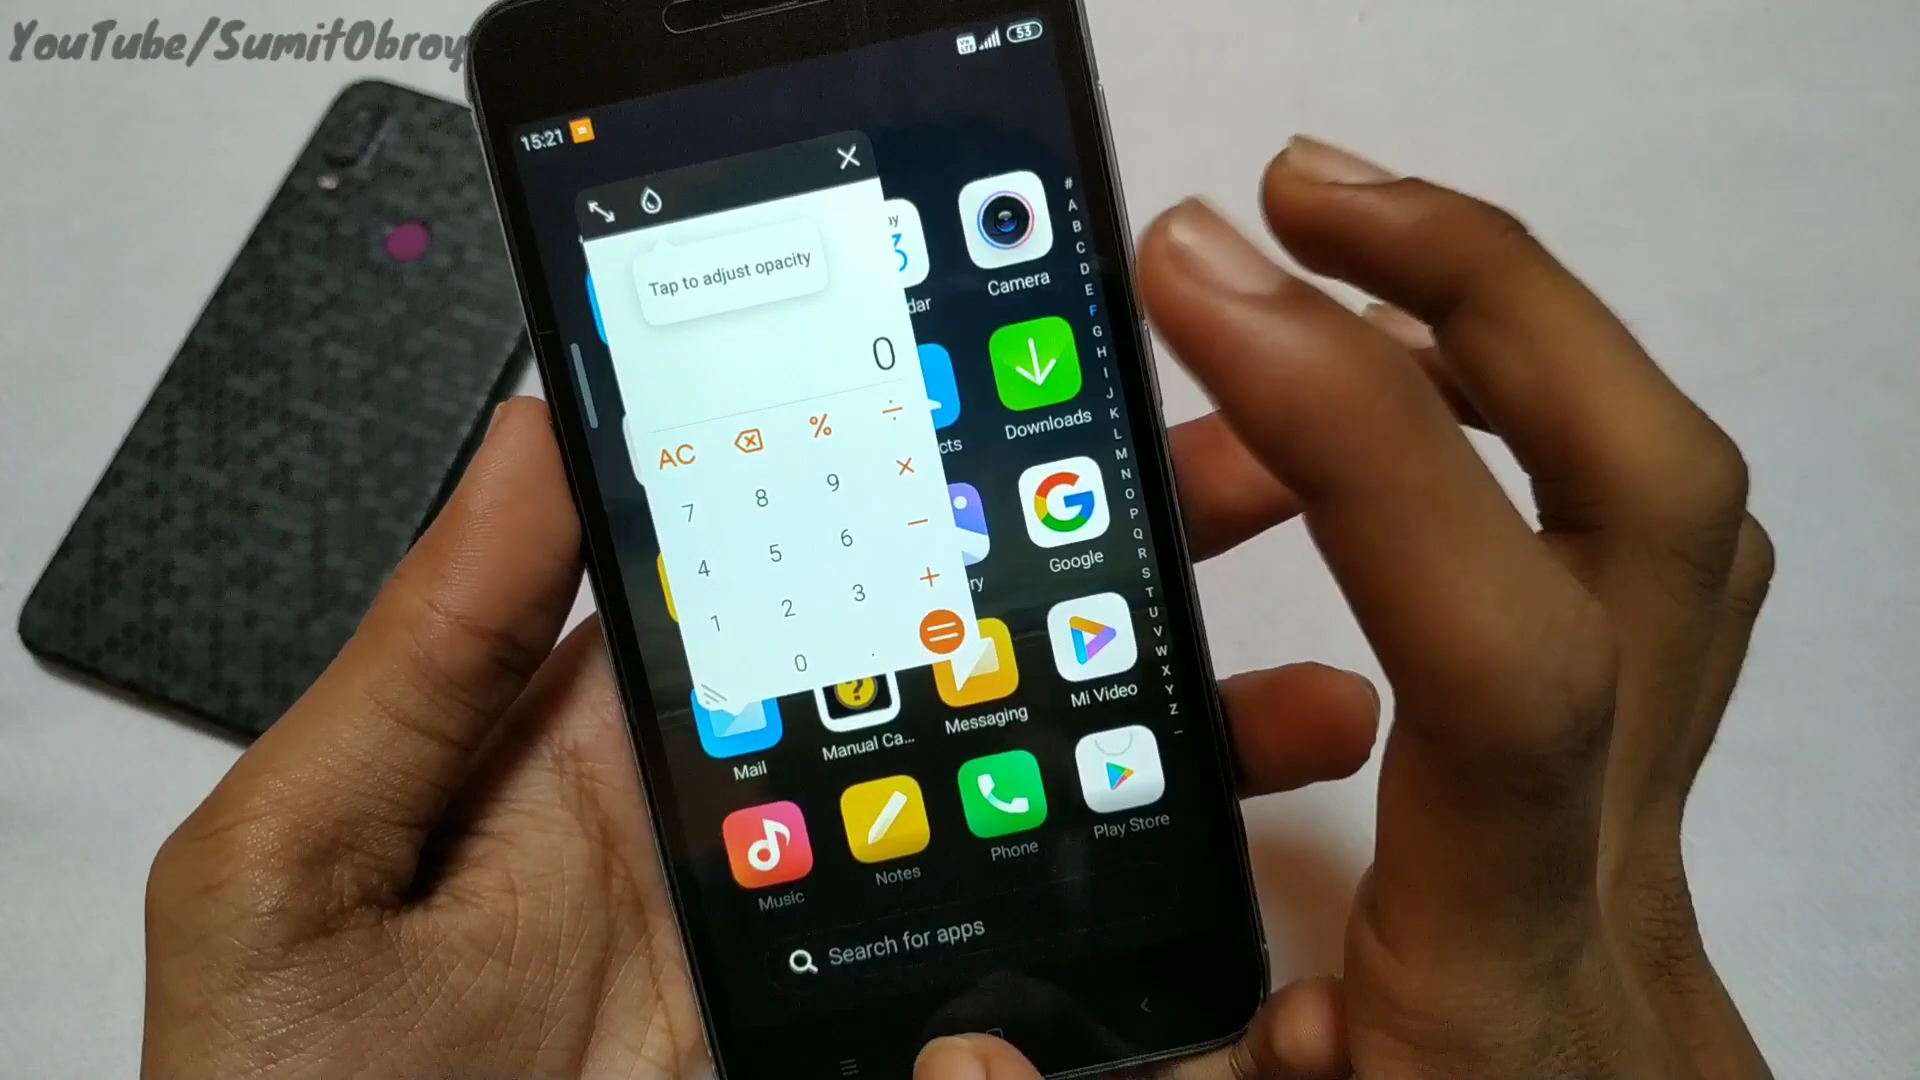 YouTube/SumitObroy
53
15:21
Tap to adjust opacity
0
AC % ÷
7 8 9 ×
4 5 6 −
1 2 3 +
0 . =
Camera
Downloads
Google
Mail
Manual Ca...
Messaging
Mi Video
Music
Notes
Phone
Play Store
Search for apps
#
A
B
C
D
E
F
G
H
I
J
K
L
M
N
O
P
Q
R
S
T
U
V
W
X
Y
Z